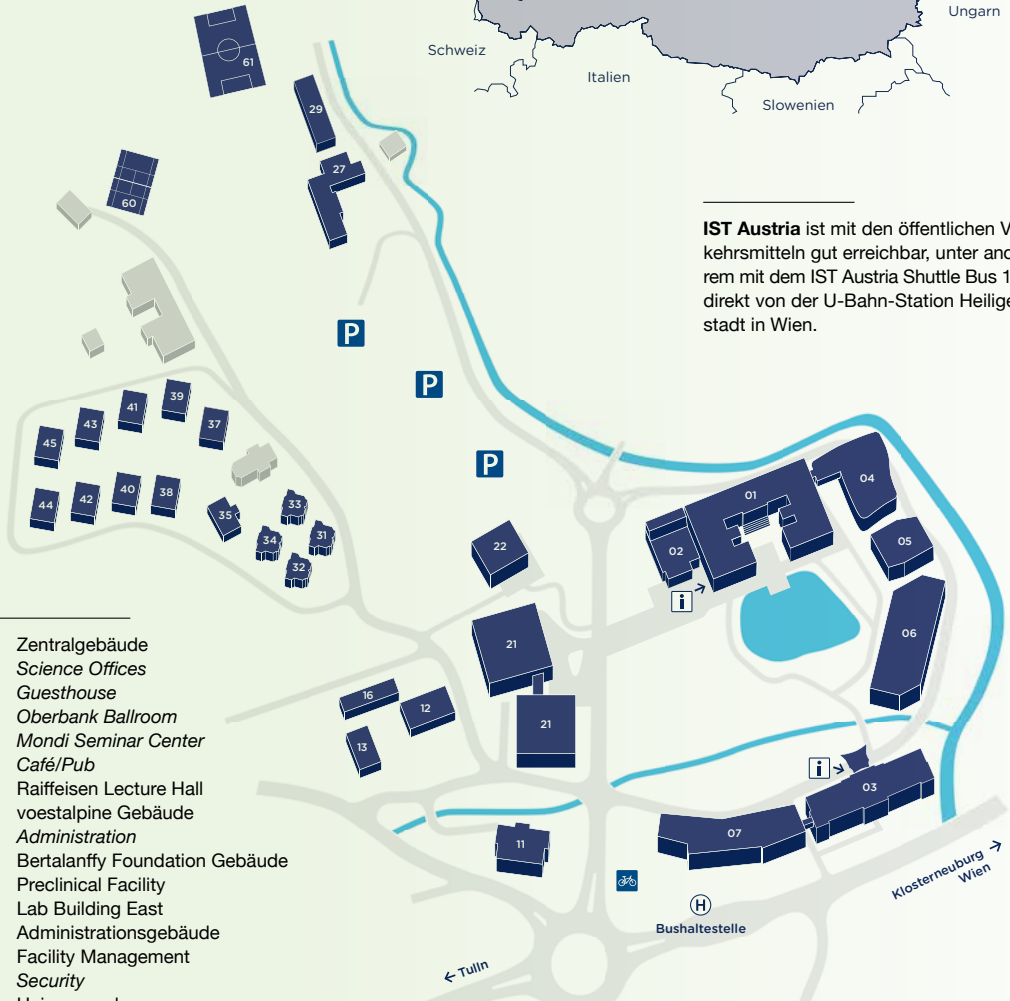 Ungarn
Schweiz
Italien
Slowenien
61
29
27
60
IST Austria ist mit den öffentlichen V
kehrsmitteln gut erreichbar, unter and
rem mit dem IST Austria Shuttle Bus 1
direkt von der U-Bahn-Station Heilige
stadt in Wien.
P
P
P
39
41
37
43
45
40
38
42
44
35
33
34
31
32
01
04
02
05
22
i
06
21
16
12
21
13
i
03
07
11
H
Bushaltestelle
Klosterneuburg →
Wien
← Tulln
Zentralgebäude
Science Offices
Guesthouse
Oberbank Ballroom
Mondi Seminar Center
Café/Pub
Raiffeisen Lecture Hall
voestalpine Gebäude
Administration
Bertalanffy Foundation Gebäude
Preclinical Facility
Lab Building East
Administrationsgebäude
Facility Management
Security